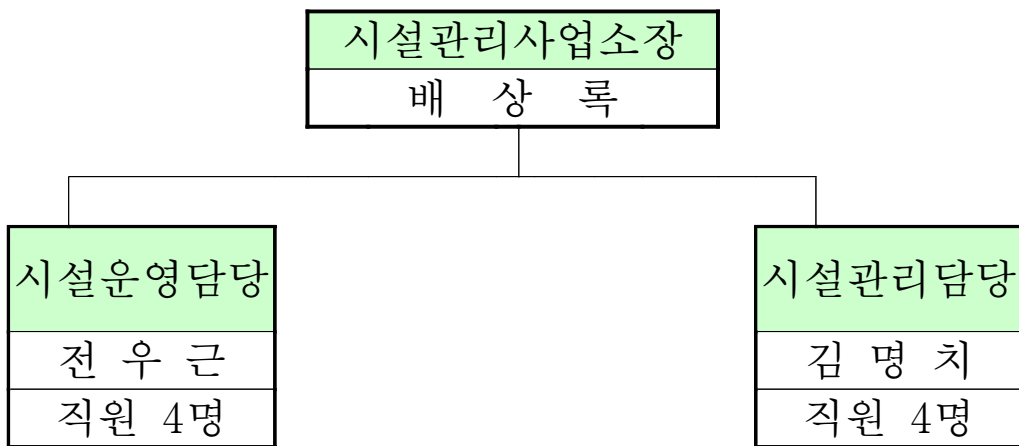 시설관리사업소장
배 상 록
시설운영담당
전 우 근
직원 4명
시설관리담당
김 명 치
직원 4명